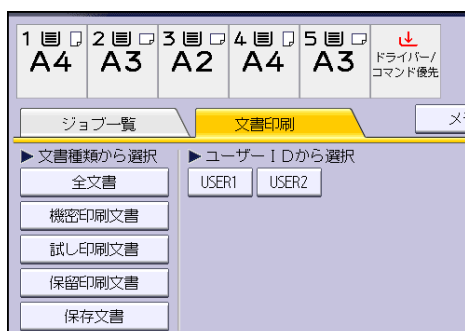 1 2 3 4 5
A4 A3 A2 A4 A3 ドライバー/
コマンド優先
ジョブ一覧 文書印刷
▶文書種類から選択 ▶ユーザーIDから選択
全文書 USER1 USER2
機密印刷文書
試し印刷文書
保留印刷文書
保存文書